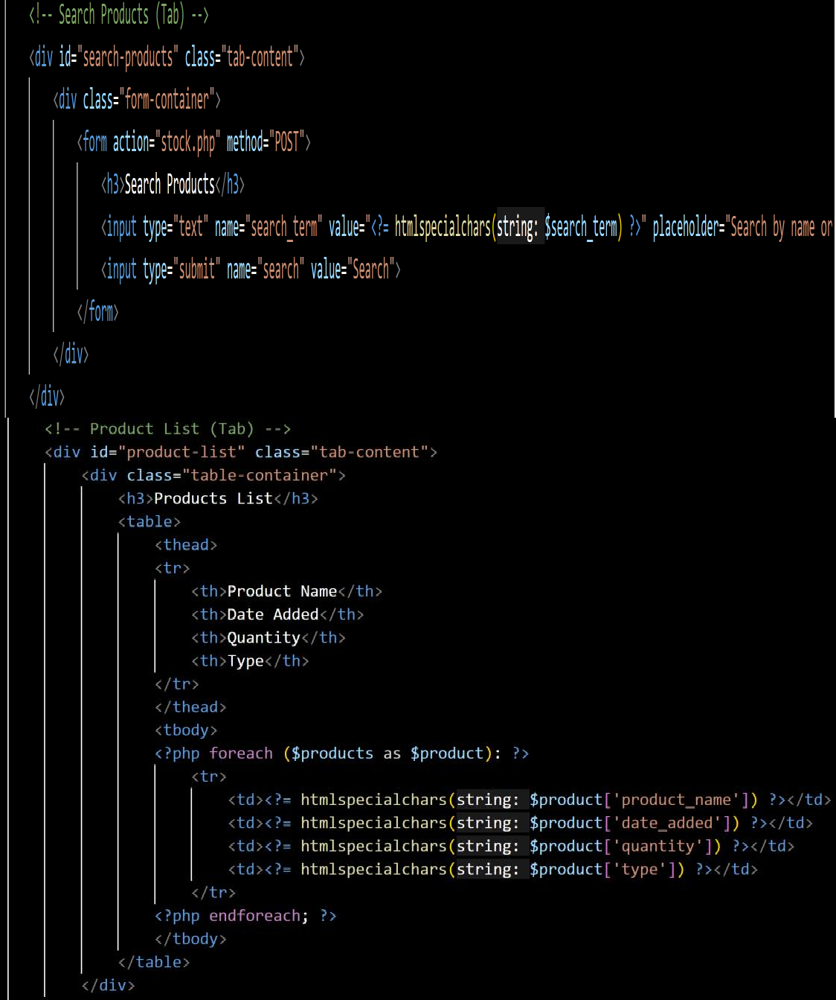 <!-- Search Products (Tab) -->
<div id="search-products" class="tab-content">
<div class="form-container">
<form action="stock.php" method="POST">
<h3>Search Products</h3>
<input type="text" name="search_term" value="<?= htmlspecialchars(string: $search_term) ?>" placeholder="Search by name or
<input type="submit" name="search" value="Search">
</form>
</div>
</div>
<!-- Product List (Tab) -->
<div id="product-list" class="tab-content">
<div class="table-container">
<h3>Products List</h3>
<table>
<thead>
<tr>
<th>Product Name</th>
<th>Date Added</th>
<th>Quantity</th>
<th>Type</th>
</tr>
</thead>
<tbody>
<?php foreach ($products as $product): ?>
<tr>
<td><?= htmlspecialchars(string: $product['product_name']) ?></td>
<td><?= htmlspecialchars(string: $product['date_added']) ?></td>
<td><?= htmlspecialchars(string: $product['quantity']) ?></td>
<td><?= htmlspecialchars(string: $product['type']) ?></td>
</tr>
<?php endforeach; ?>
</tbody>
</table>
</div>